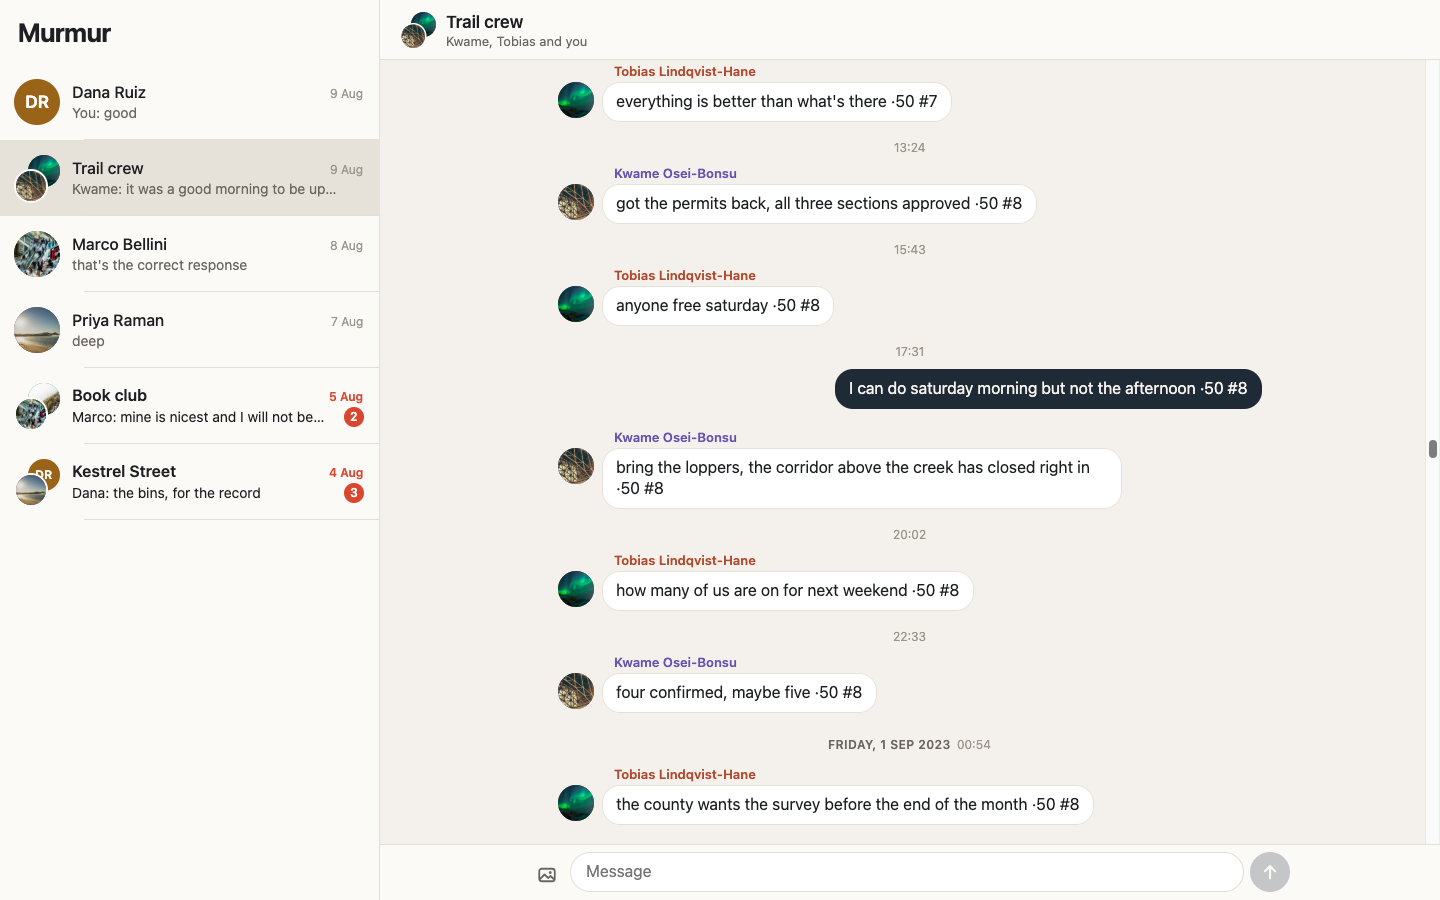 Murmur
DR
Dana Ruiz
9 Aug
You: good
Trail crew
9 Aug
Kwame: it was a good morning to be up...
Marco Bellini
8 Aug
that's the correct response
Priya Raman
7 Aug
deep
Book club
5 Aug
Marco: mine is nicest and I will not be...
2
DR
Kestrel Street
4 Aug
Dana: the bins, for the record
3
Trail crew
Kwame, Tobias and you
Tobias Lindqvist-Hane
everything is better than what's there ·50 #7
13:24
Kwame Osei-Bonsu
got the permits back, all three sections approved ·50 #8
15:43
Tobias Lindqvist-Hane
anyone free saturday ·50 #8
17:31
I can do saturday morning but not the afternoon ·50 #8
Kwame Osei-Bonsu
bring the loppers, the corridor above the creek has closed right in
·50 #8
20:02
Tobias Lindqvist-Hane
how many of us are on for next weekend ·50 #8
22:33
Kwame Osei-Bonsu
four confirmed, maybe five ·50 #8
FRIDAY, 1 SEP 2023 00:54
Tobias Lindqvist-Hane
the county wants the survey before the end of the month ·50 #8
Message